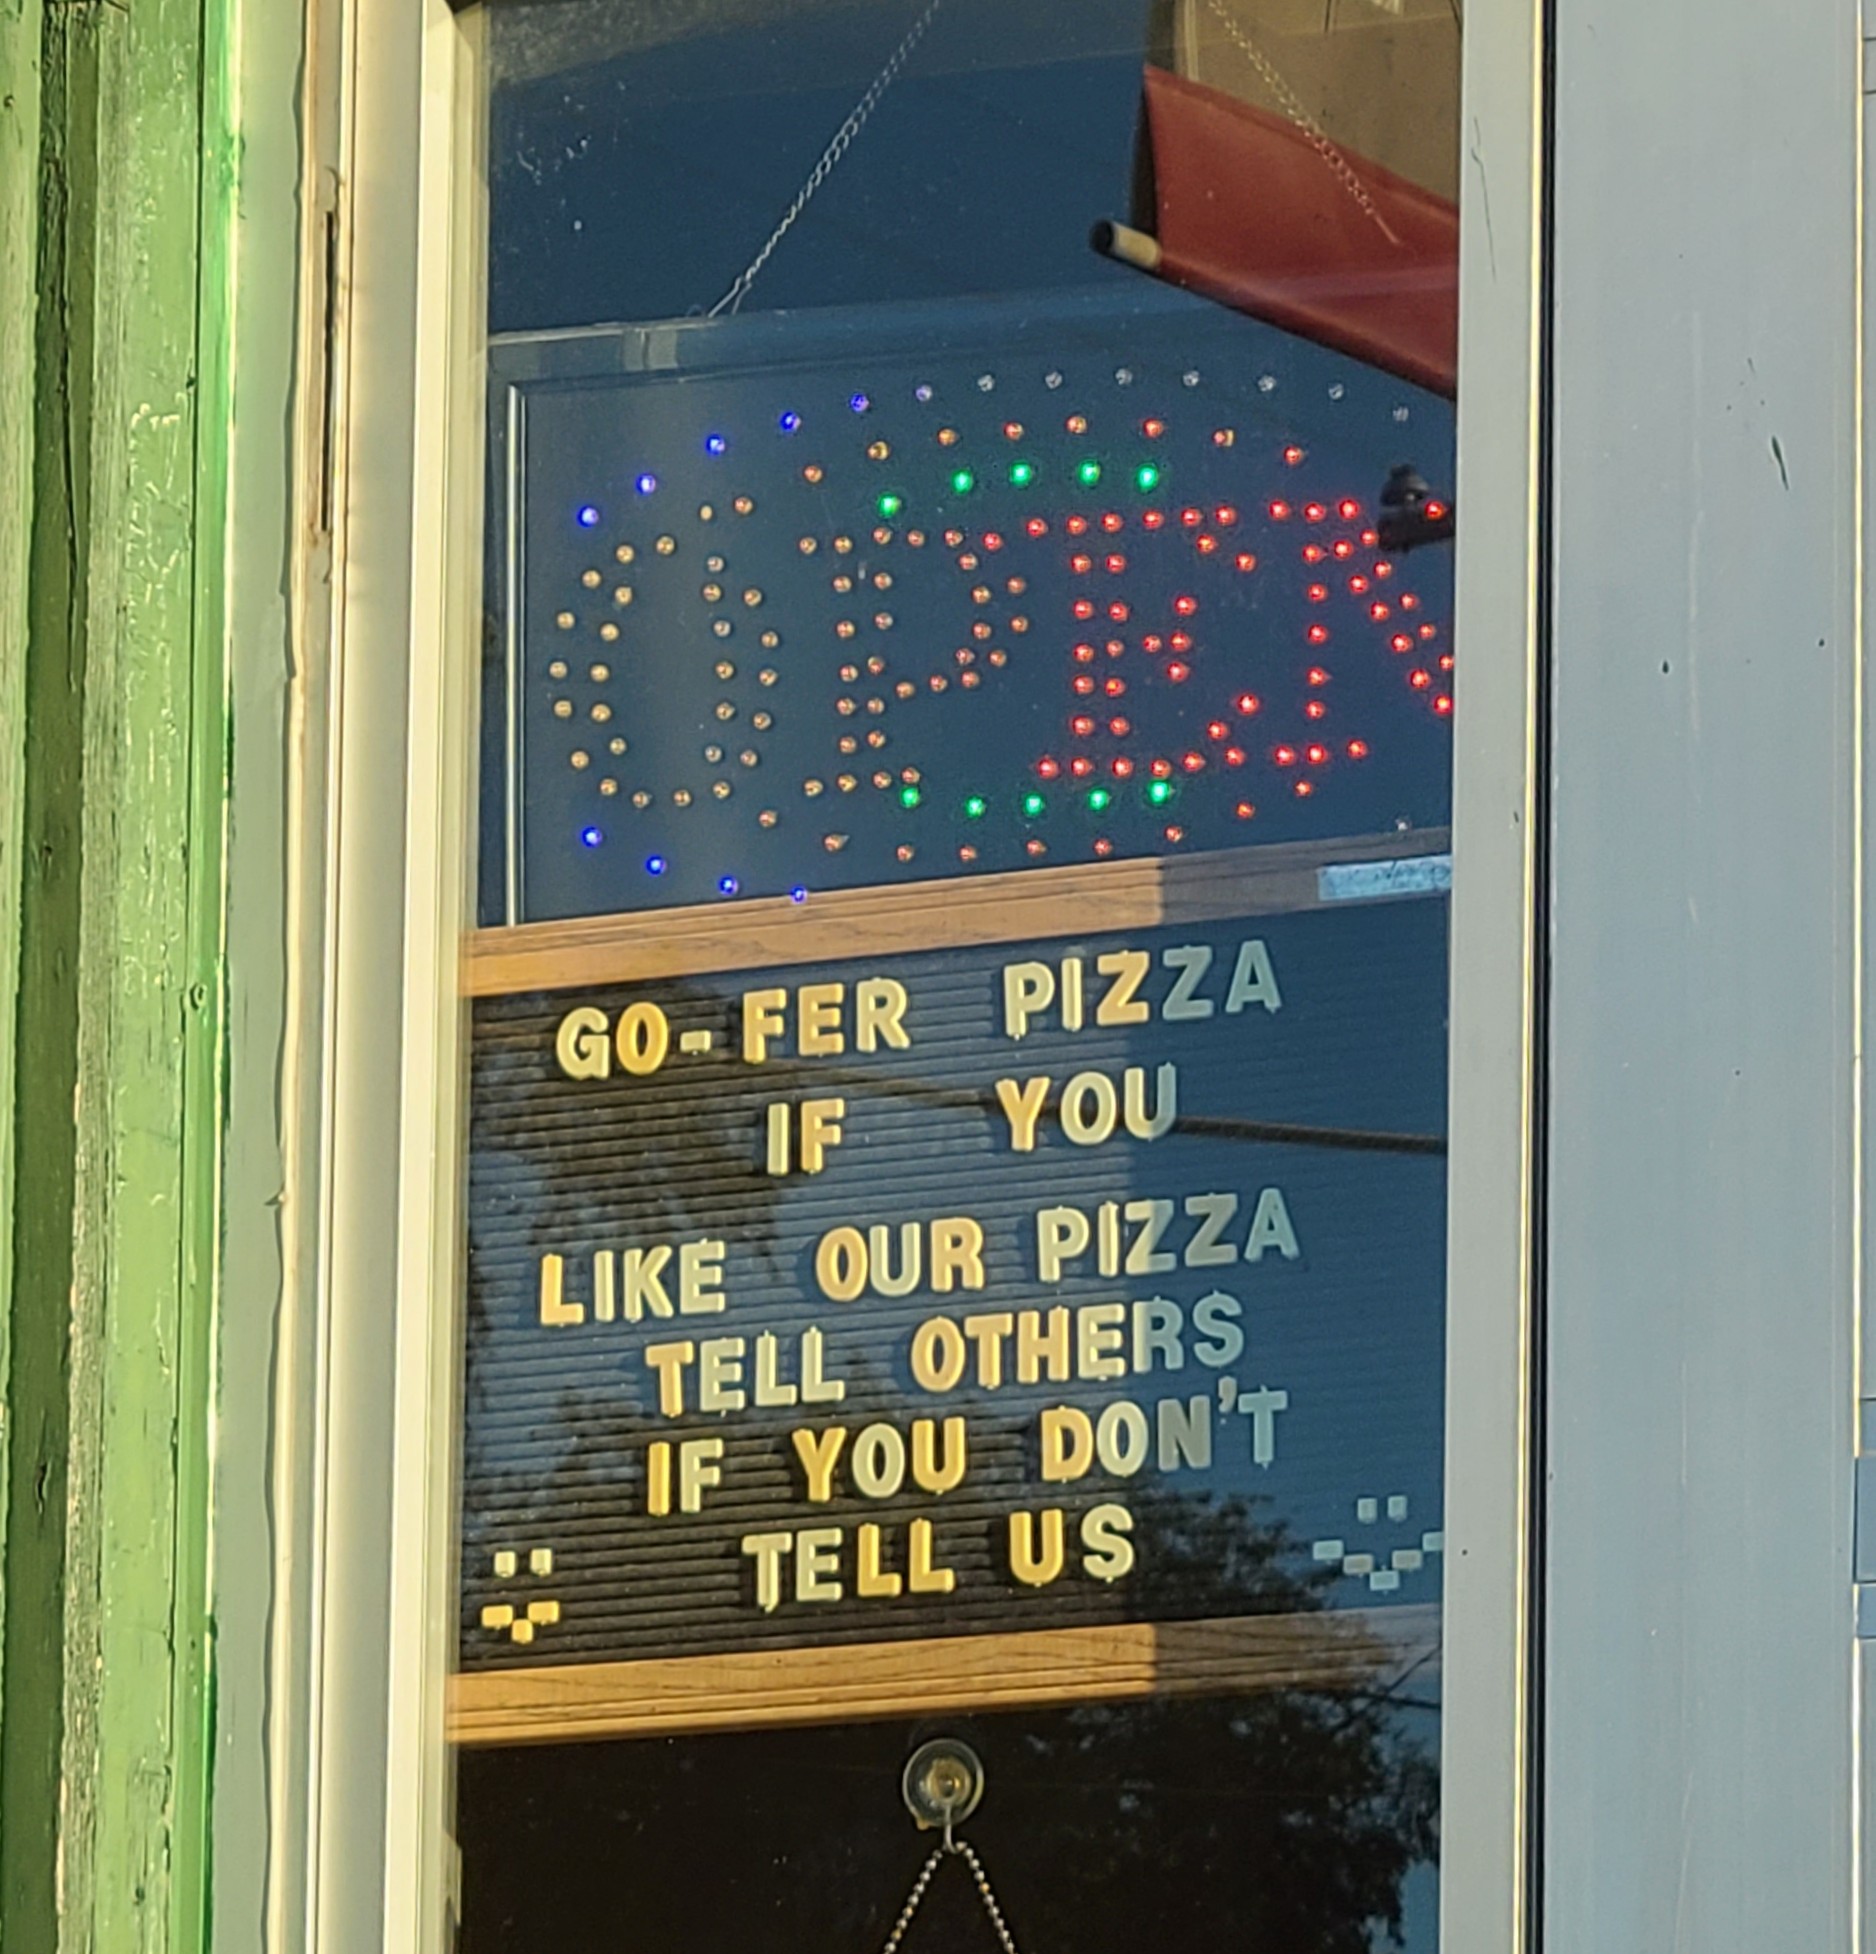 OPEN
GO-FER PIZZA
IF YOU
LIKE OUR PIZZA
TELL OTHERS
IF YOU DON'T
TELL US